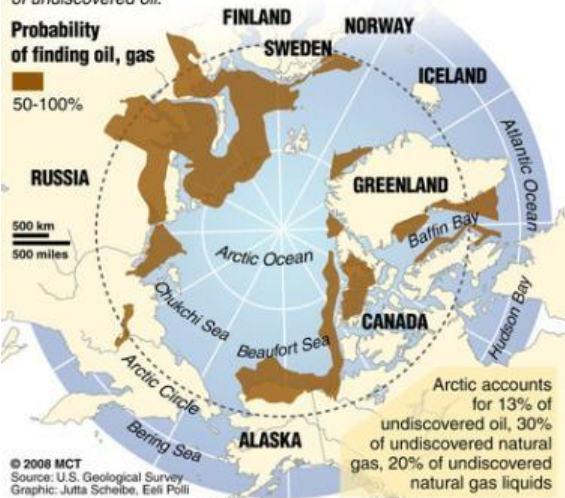 of undiscovered oil.
Probability
of finding oil, gas
50-100%
FINLAND
SWEDEN
NORWAY
ICELAND
Atlantic Ocean
RUSSIA
GREENLAND
Baffin Bay
500 km
500 miles
Arctic Ocean
Chukchi Sea
CANADA
Hudson Bay
Beaufort Sea
Arctic Circle
Bering Sea
ALASKA
Arctic accounts
for 13% of
undiscovered oil, 30%
of undiscovered natural
gas, 20% of undiscovered
natural gas liquids
© 2008 MCT
Source: U.S. Geological Survey
Graphic: Jutta Scheibe, Eeli Polli